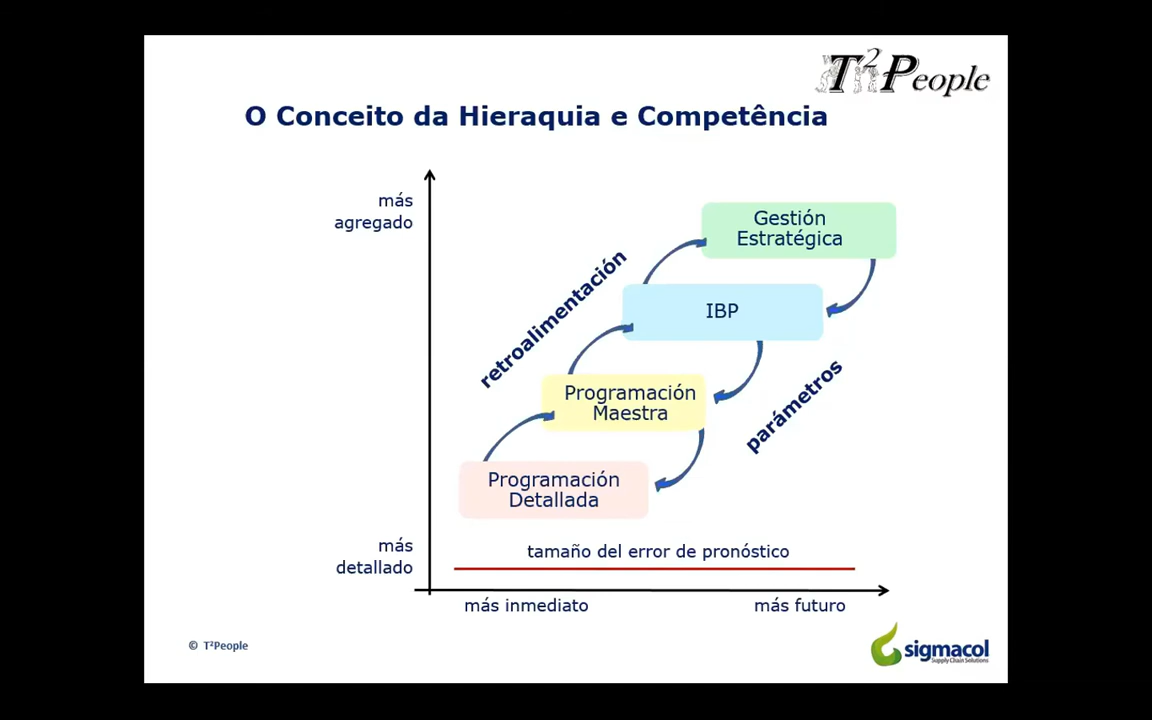 T²People
O Conceito da Hieraquia e Competência
más
agregado
Gestión
Estratégica
retroalimentación
IBP
parámetros
Programación
Maestra
Programación
Detallada
más
detallado
tamaño del error de pronóstico
más inmediato
más futuro
© T²People
sigmacol
Supply Chain Solutions